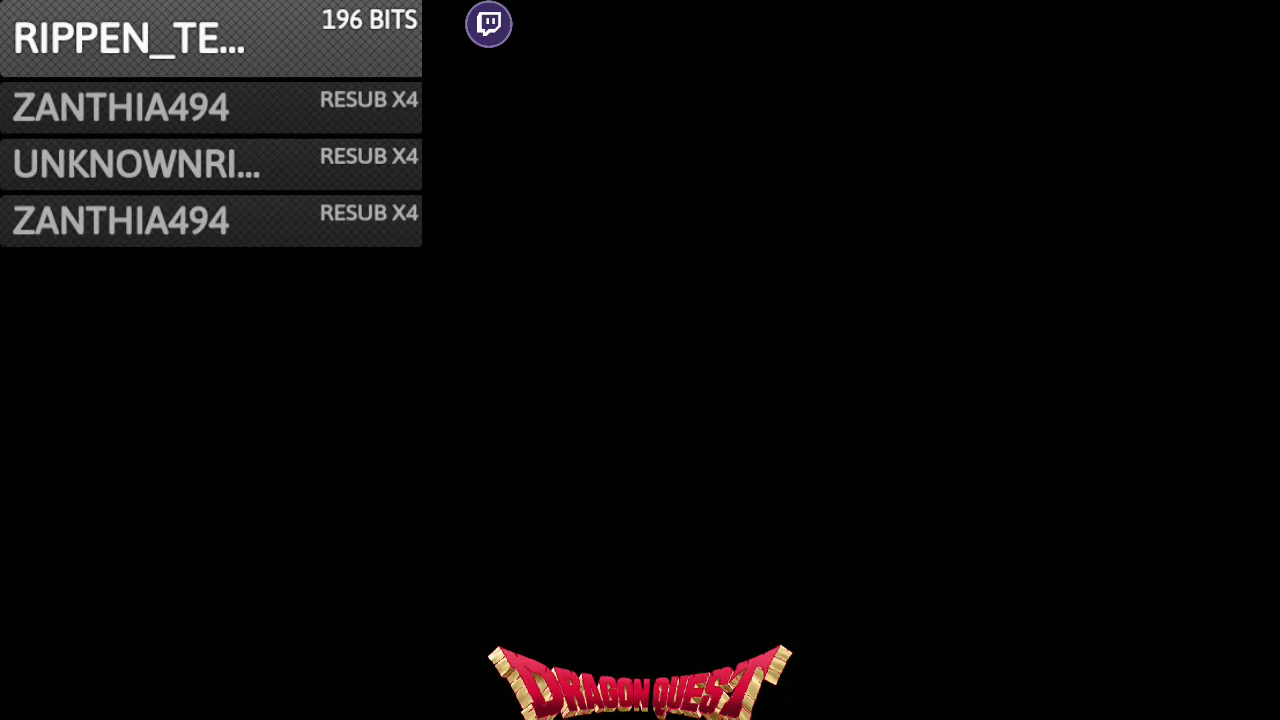 RIPPEN_TE...
196 BITS
ZANTHIA494
RESUB X4
UNKNOWNRI...
RESUB X4
ZANTHIA494
RESUB X4
DRAGON QUEST